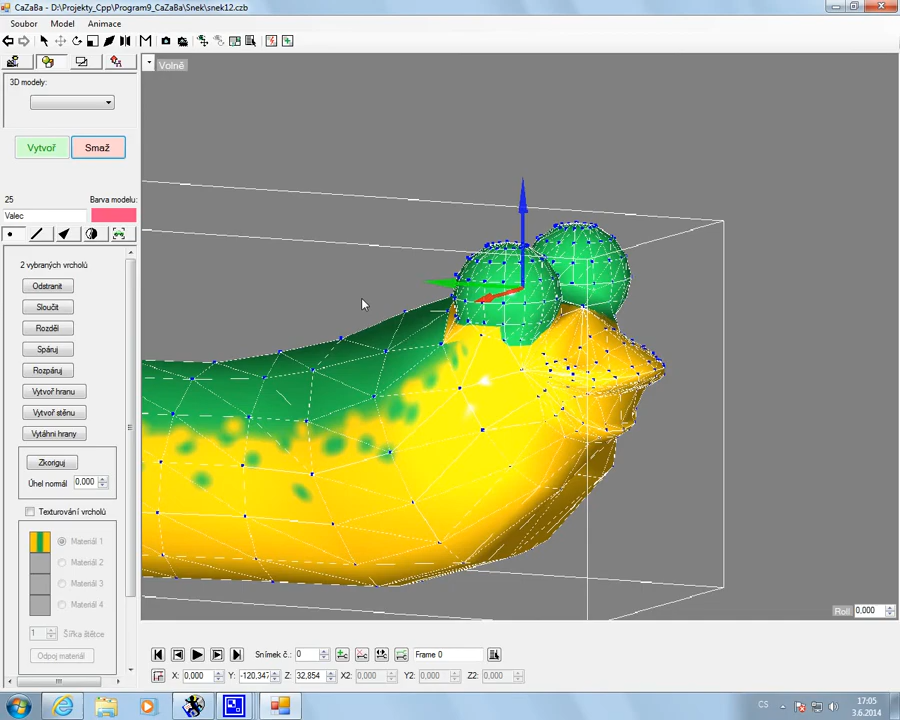 CaZaBa - D:\Projekty_Cpp\Program9_CaZaBa\Snek\snek12.czb
Soubor Model Animace
Volně
3D modely:
Vytvoř Smaž
25 Barva modelu:
Valec
2 vybraných vrcholů
Odstranit
Sloučit
Rozděl
Spáruj
Rozpáruj
Vytvoř hranu
Vytvoř stěnu
Vytáhni hrany
Zkoriguj
Úhel normál 0,000
Texturování vrcholů
Materiál 1
Materiál 2
Materiál 3
Materiál 4
1 Šířka štětce
Odpoj materiál
Roll 0,000
Snímek č.: 0 Frame 0
X: 0,000 Y: -120,347 Z: 32,854 X2: 0,000 Y2: 0,000 Z2: 0,000
CS 17:05
3.6.2014